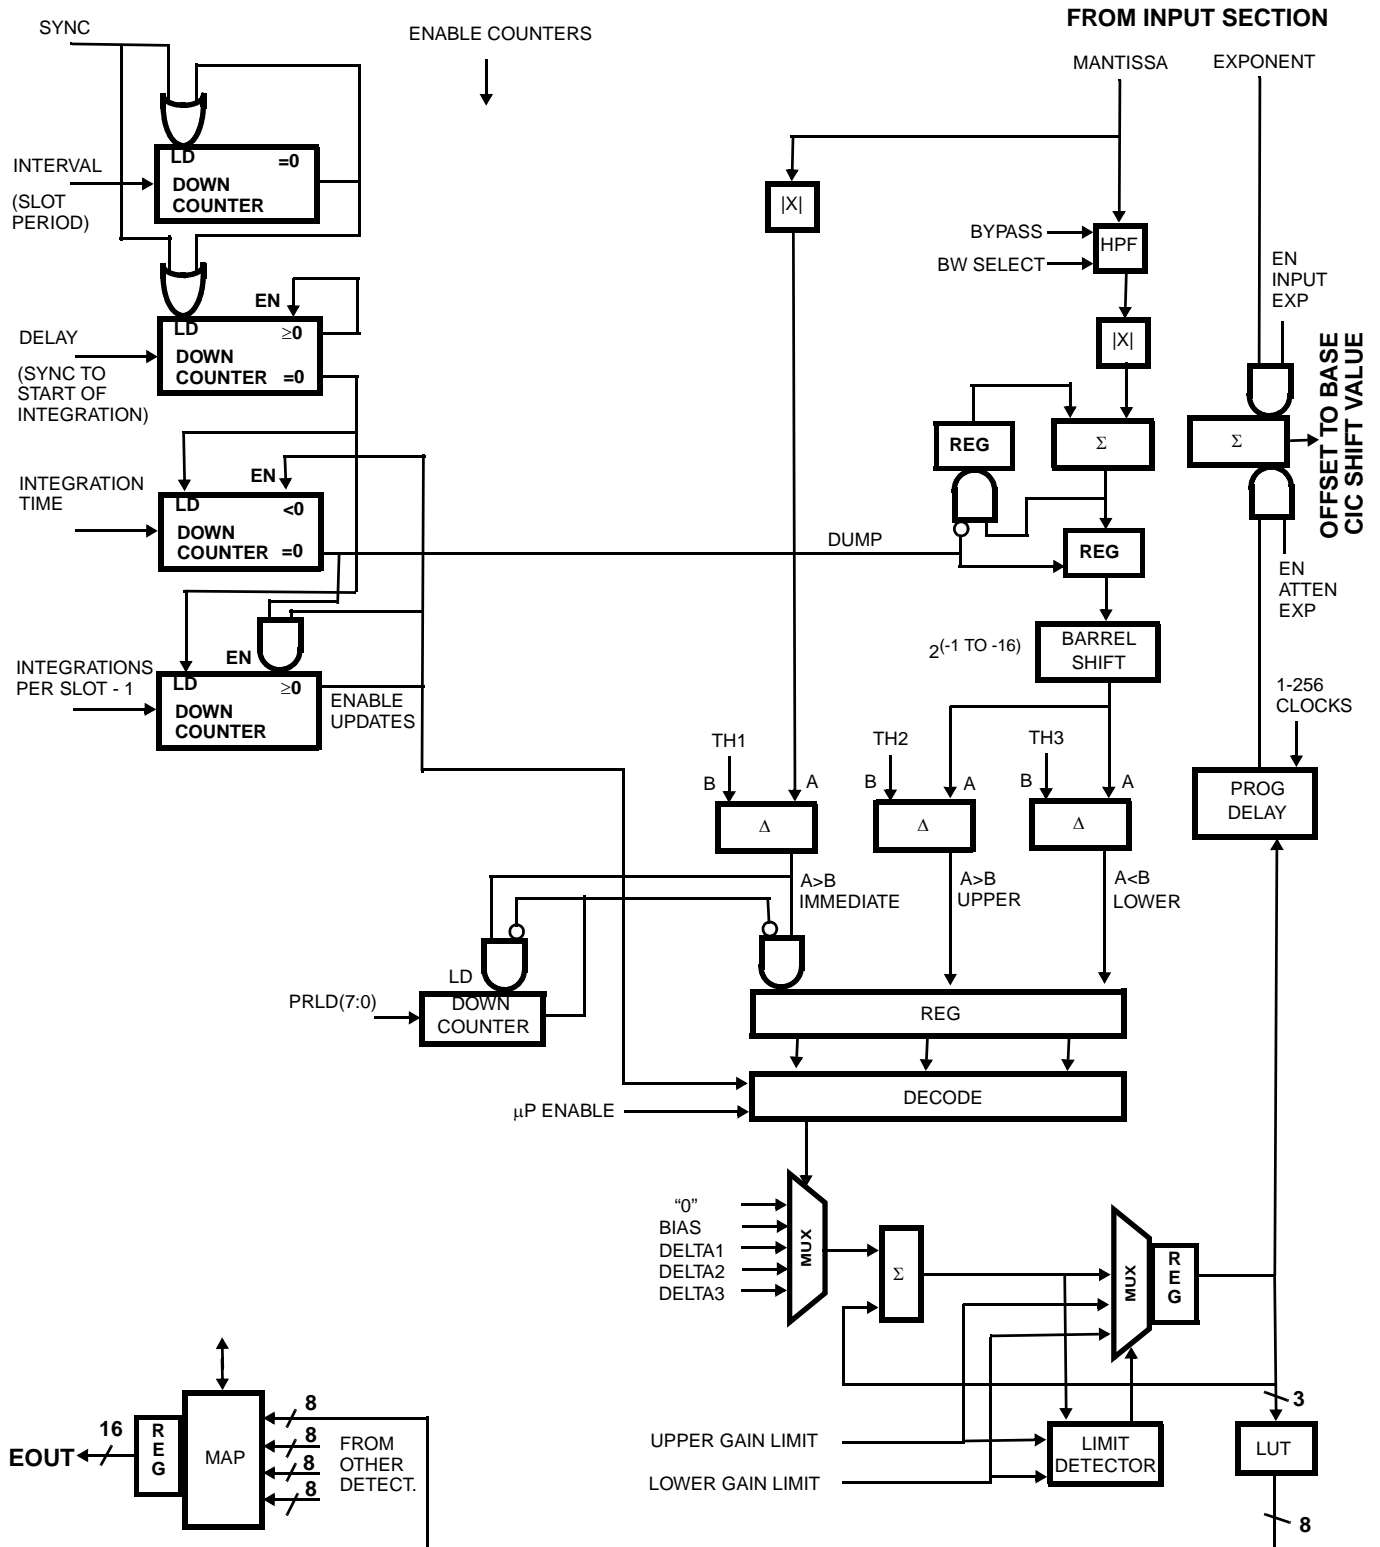 FROM INPUT SECTION
SYNC
ENABLE COUNTERS
MANTISSA
EXPONENT
INTERVAL
(SLOT
PERIOD)
LD
=0
DOWN
COUNTER
|X|
BYPASS
BW SELECT
HPF
EN
INPUT
EXP
DELAY
(SYNC TO
START OF
INTEGRATION)
EN
LD
≥0
DOWN
COUNTER =0
|X|
OFFSET TO BASE
CIC SHIFT VALUE
REG
Σ
Σ
INTEGRATION
TIME
EN
LD
<0
DOWN
COUNTER =0
DUMP
REG
EN
ATTEN
EXP
2(-1 TO -16)
BARREL
SHIFT
INTEGRATIONS
PER SLOT - 1
EN
LD
≥0
DOWN
COUNTER
ENABLE
UPDATES
1-256
CLOCKS
TH1
TH2
TH3
B
A
B
A
B
A
PROG
DELAY
Δ
Δ
Δ
A>B
IMMEDIATE
A>B
UPPER
A<B
LOWER
LD
PRLD(7:0)
DOWN
COUNTER
REG
DECODE
μP ENABLE
“0”
BIAS
DELTA1
DELTA2
DELTA3
MUX
Σ
MUX
R
E
G
3
8
16
R
E
G
MAP
EOUT
8
8
8
FROM
OTHER
DETECT.
UPPER GAIN LIMIT
LOWER GAIN LIMIT
LIMIT
DETECTOR
LUT
8